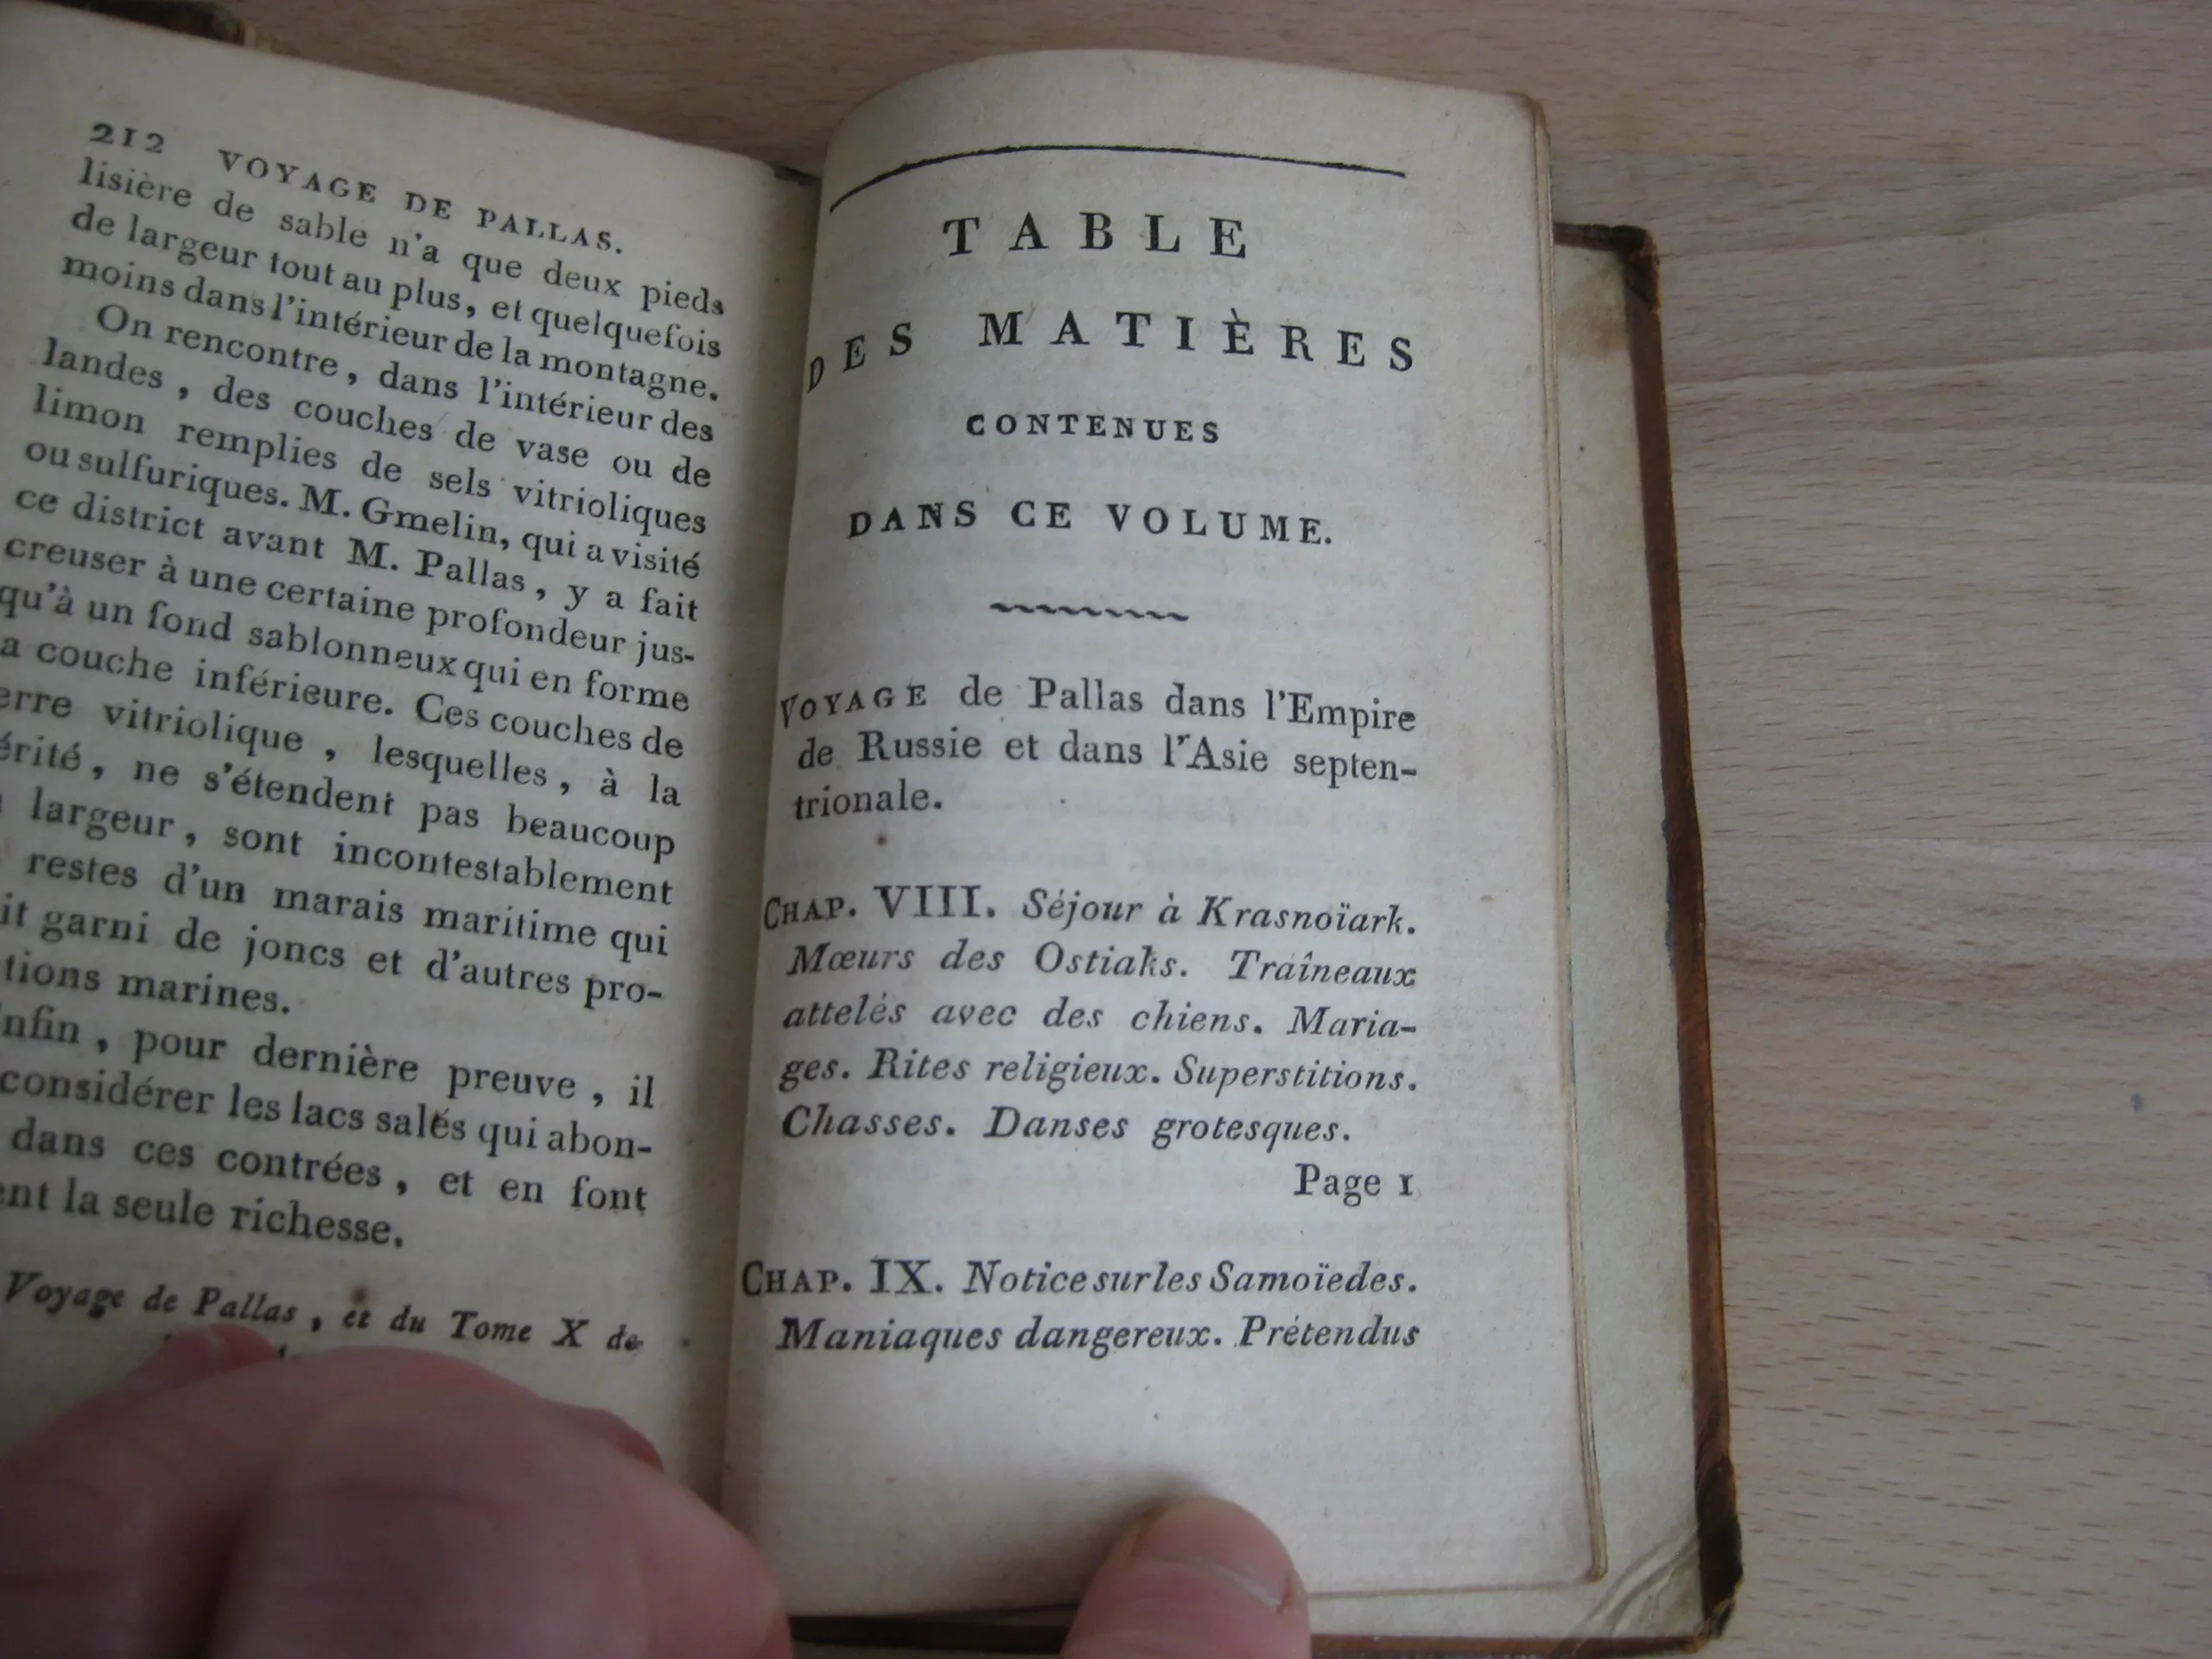 212 VOYAGE DE PALLAS.
lisière de sable n'a que deux pieds
de largeur tout au plus, et quelquefois
moins dans l'intérieur de la montagne.
On rencontre, dans l'intérieur des
landes, des couches de vase ou de
limon remplies de sels vitrioliques
ou sulfuriques. M. Gmelin, qui a visité
ce district avant M. Pallas, y a fait
creuser à une certaine profondeur jus-
qu'à un fond sablonneux qui en forme
a couche inférieure. Ces couches de
erre vitriolique, lesquelles, à la
érité, ne s'étendent pas beaucoup
largeur, sont incontestablement
restes d'un marais maritime qui
it garni de joncs et d'autres pro-
tions marines.
nfin, pour dernière preuve, il
considérer les lacs salés qui abon-
dans ces contrées, et en font
ent la seule richesse.
Voyage de Pallas, et du Tome X de
TABLE
DES MATIÈRES
CONTENUES
DANS CE VOLUME.
VOYAGE de Pallas dans l'Empire
de Russie et dans l'Asie septen-
trionale.
CHAP. VIII. Séjour à Krasnoïark.
Mœurs des Ostiaks. Traîneaux
attelés avec des chiens. Maria-
ges. Rites religieux. Superstitions.
Chasses. Danses grotesques.
Page 1
CHAP. IX. Notice sur les Samoïedes.
Maniaques dangereux. Prétendus